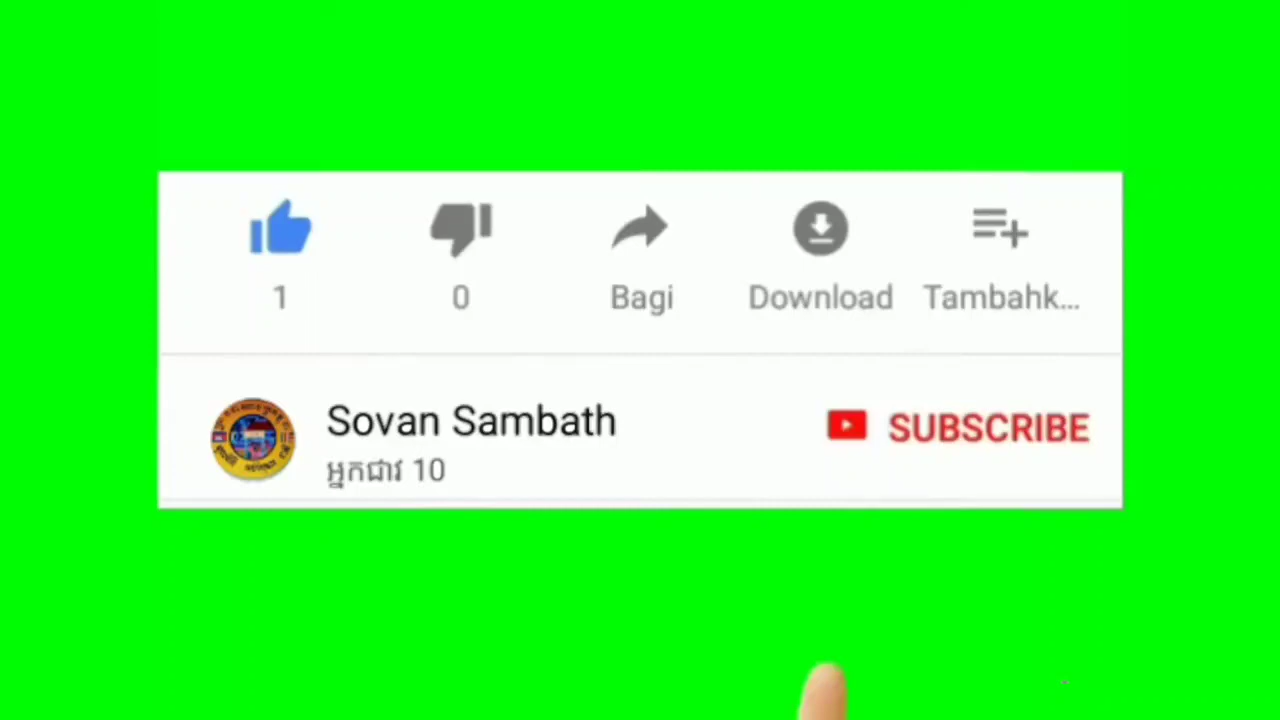 1
0
Bagi
Download
Tambahk...
Sovan Sambath
SUBSCRIBE
អ្នកជាវ 10